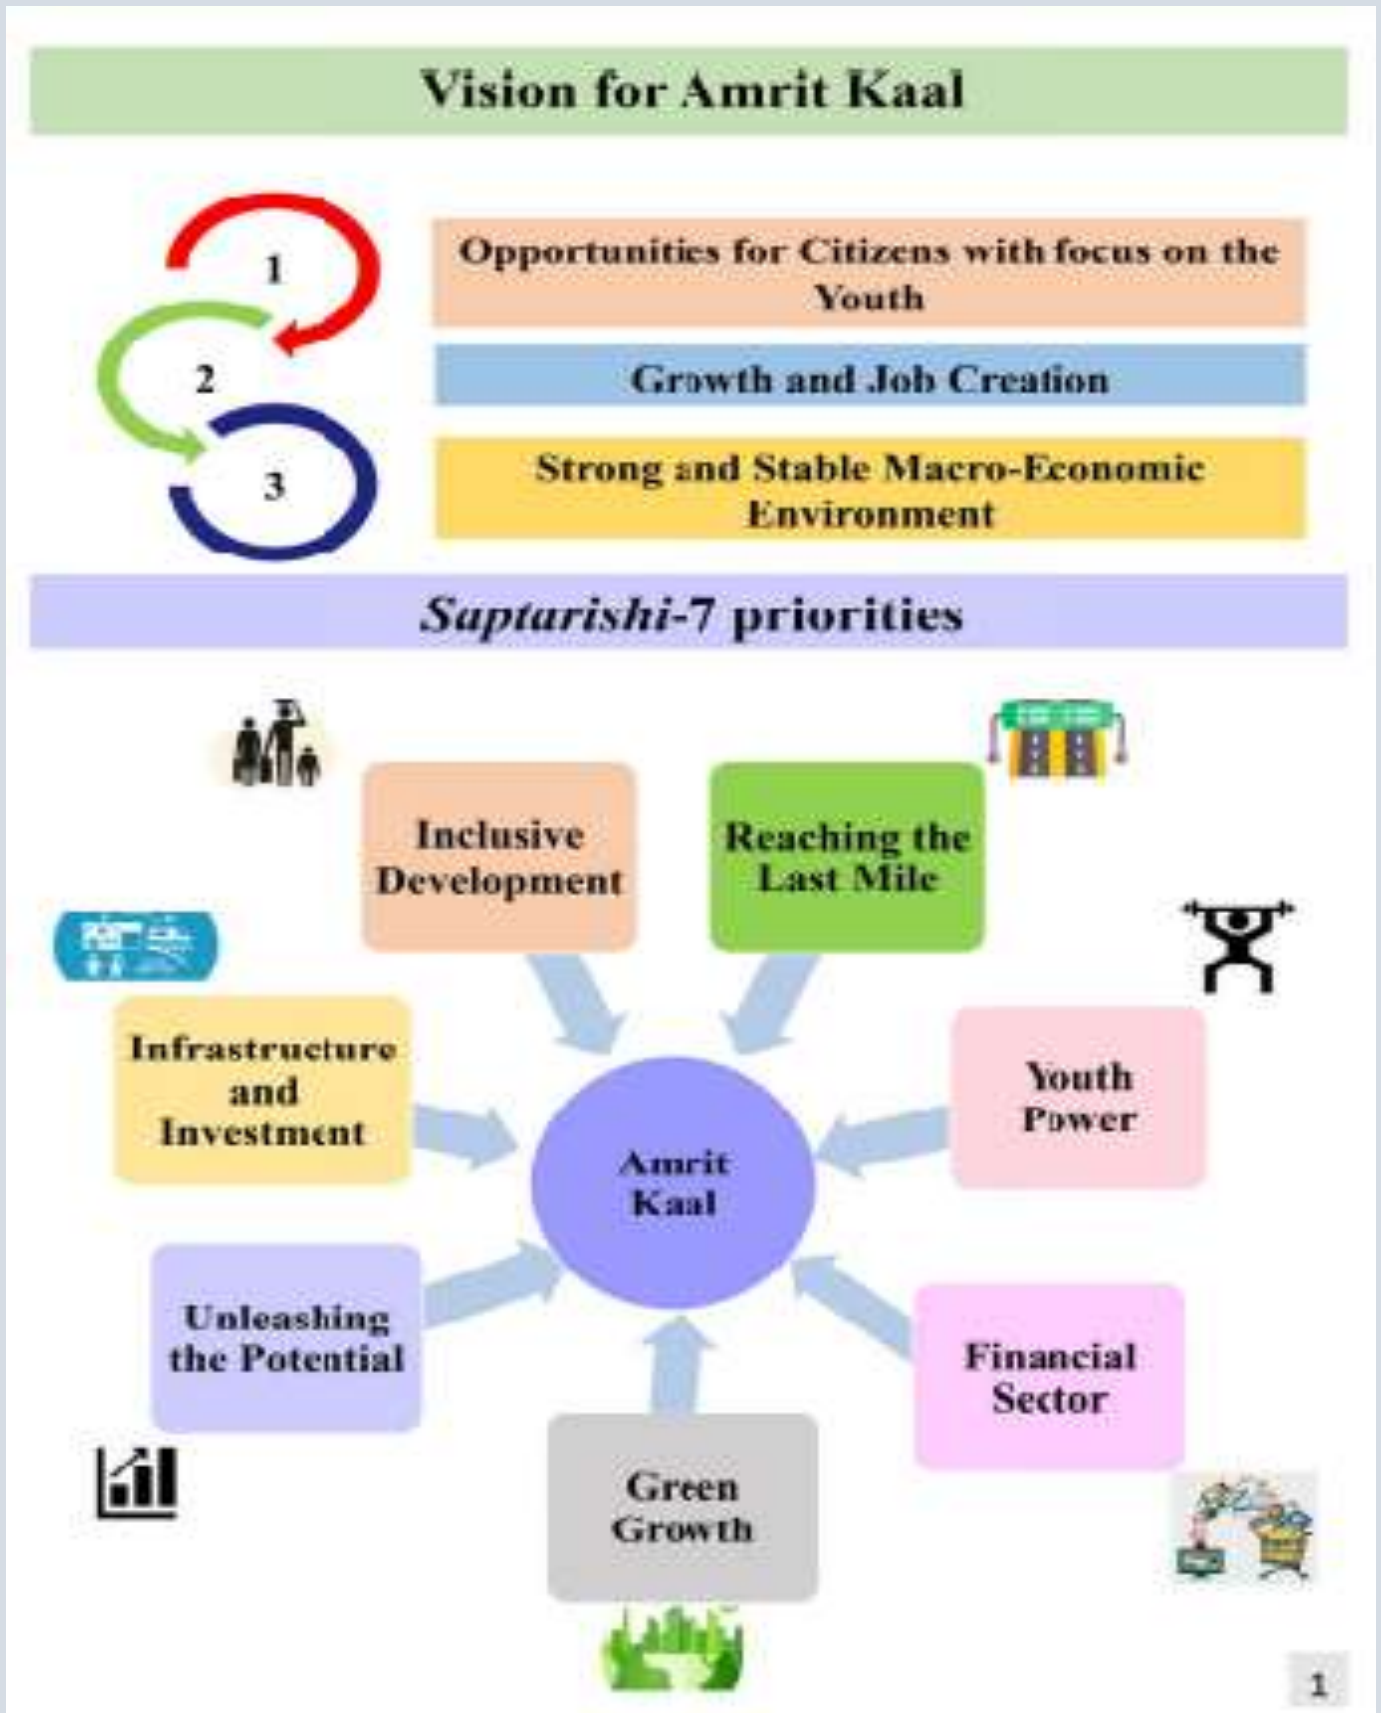 Vision for Amrit Kaal
1
Opportunities for Citizens with focus on the
Youth
2
Growth and Job Creation
3
Strong and Stable Macro-Economic
Environment
Saptarishi-7 priorities
Inclusive
Development
Reaching the
Last Mile
Infrastructure
and
Investment
Youth
Power
Amrit
Kaal
Unleashing
the Potential
Financial
Sector
Green
Growth
1